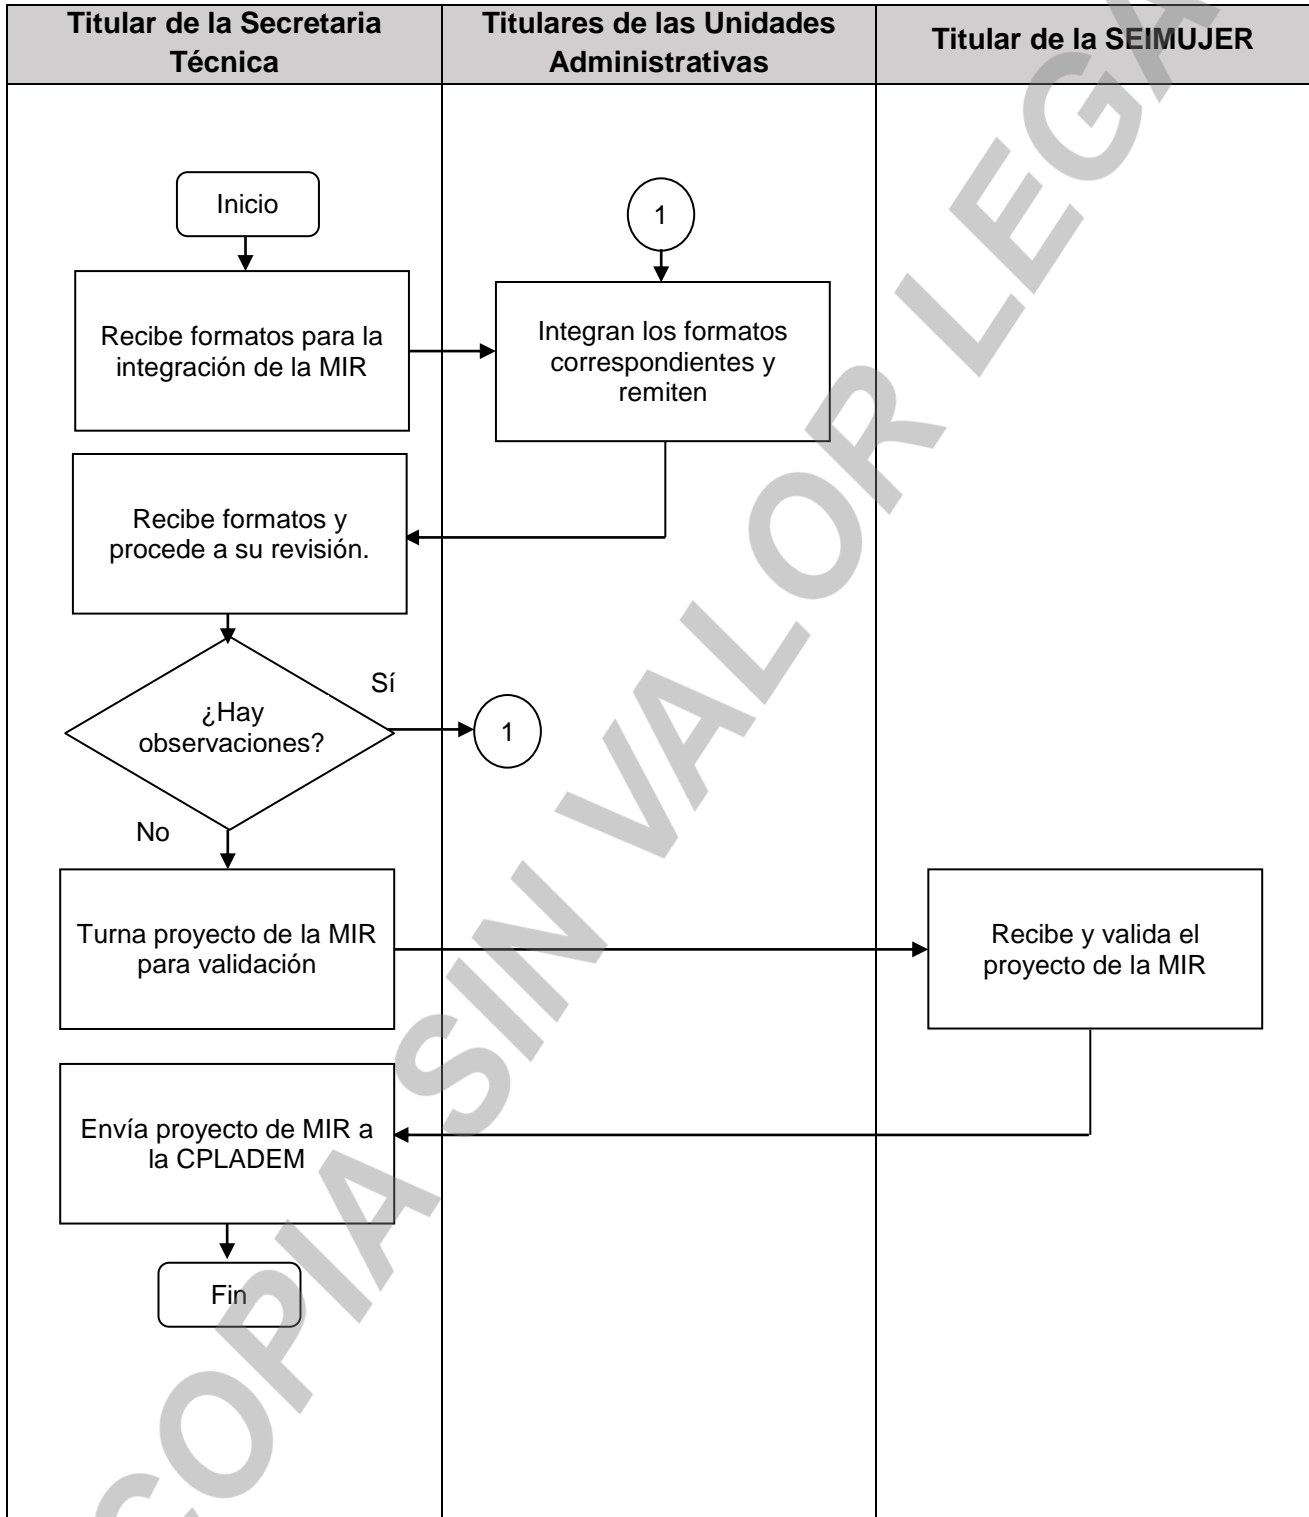 Titular de la Secretaria
Técnica
Titulares de las Unidades
Administrativas
Titular de la SEIMUJER
Inicio
1
Recibe formatos para la
integración de la MIR
Integran los formatos
correspondientes y
remiten
Recibe formatos y
procede a su revisión.
¿Hay
observaciones?
Sí
1
No
Turna proyecto de la MIR
para validación
Recibe y valida el
proyecto de la MIR
Envía proyecto de MIR a
la CPLADEM
Fin
COPIA SIN VALOR LEGA